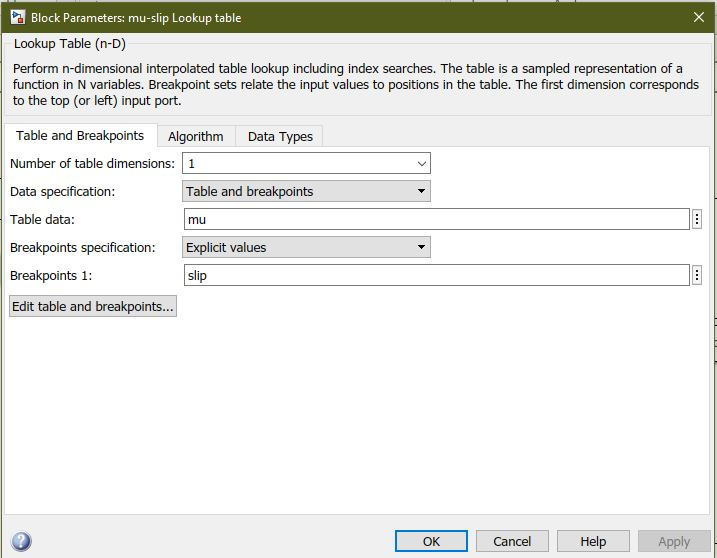 Block Parameters: mu-slip Lookup table
Lookup Table (n-D)
Perform n-dimensional interpolated table lookup including index searches. The table is a sampled representation of a
function in N variables. Breakpoint sets relate the input values to positions in the table. The first dimension corresponds
to the top (or left) input port.
Table and Breakpoints Algorithm Data Types
Number of table dimensions: 1
Data specification: Table and breakpoints
Table data: mu
Breakpoints specification: Explicit values
Breakpoints 1: slip
Edit table and breakpoints...
OK Cancel Help Apply